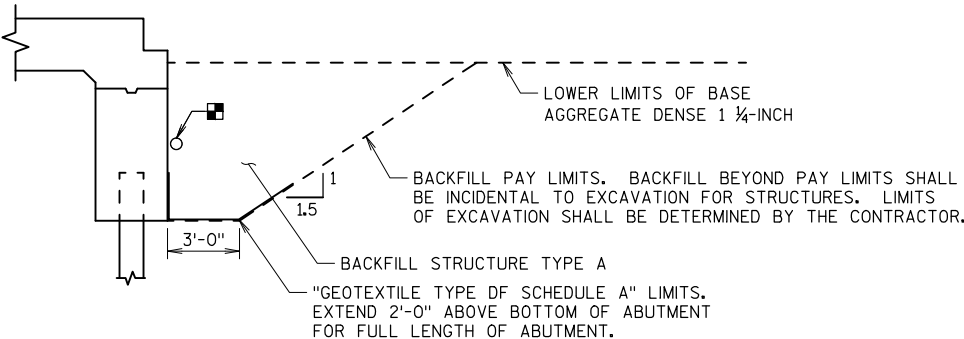 LOWER LIMITS OF BASE
AGGREGATE DENSE 1 ¼-INCH
BACKFILL PAY LIMITS. BACKFILL BEYOND PAY LIMITS SHALL
BE INCIDENTAL TO EXCAVATION FOR STRUCTURES. LIMITS
OF EXCAVATION SHALL BE DETERMINED BY THE CONTRACTOR.
1
1.5
3'-0"
BACKFILL STRUCTURE TYPE A
"GEOTEXTILE TYPE DF SCHEDULE A" LIMITS.
EXTEND 2'-0" ABOVE BOTTOM OF ABUTMENT
FOR FULL LENGTH OF ABUTMENT.